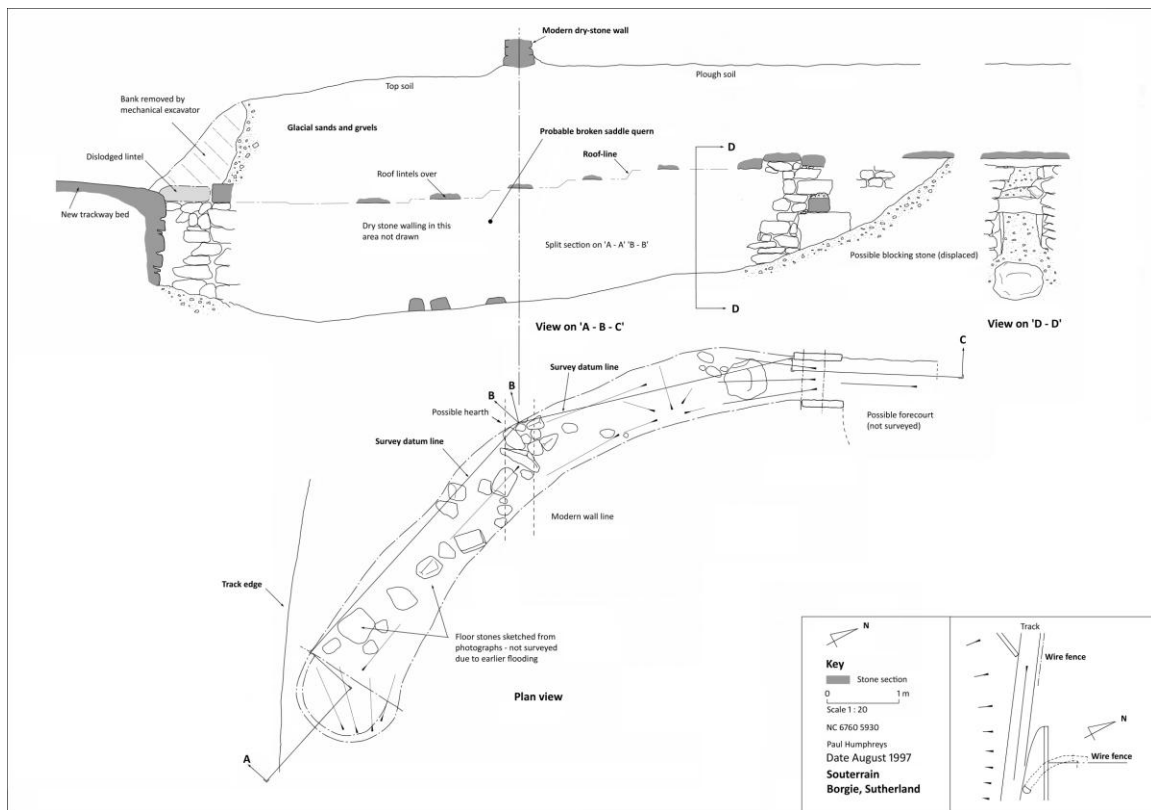 Modern dry-stone wall
Top soil
Plough soil
Bank removed by
mechanical excavator
Glacial sands and grvels
Probable broken saddle quern
D
Dislodged lintel
Roof-line
Roof lintels over
New trackway bed
Dry stone walling in this
area not drawn
Split section on 'A - A' 'B - B'
Possible blocking stone (displaced)
D
View on 'A - B - C'
View on 'D - D'
C
Survey datum line
B
B
Possible hearth
Possible forecourt
(not surveyed)
Survey datum line
Modern wall line
Track edge
Floor stones sketched from
photographs - not surveyed
due to earlier flooding
Plan view
A
N
Key
Stone section
0 1 m
Scale 1 : 20
NC 6760 5930
Paul Humphreys
Date August 1997
Souterrain
Borgie, Sutherland
Track
Wire fence
N
Wire fence